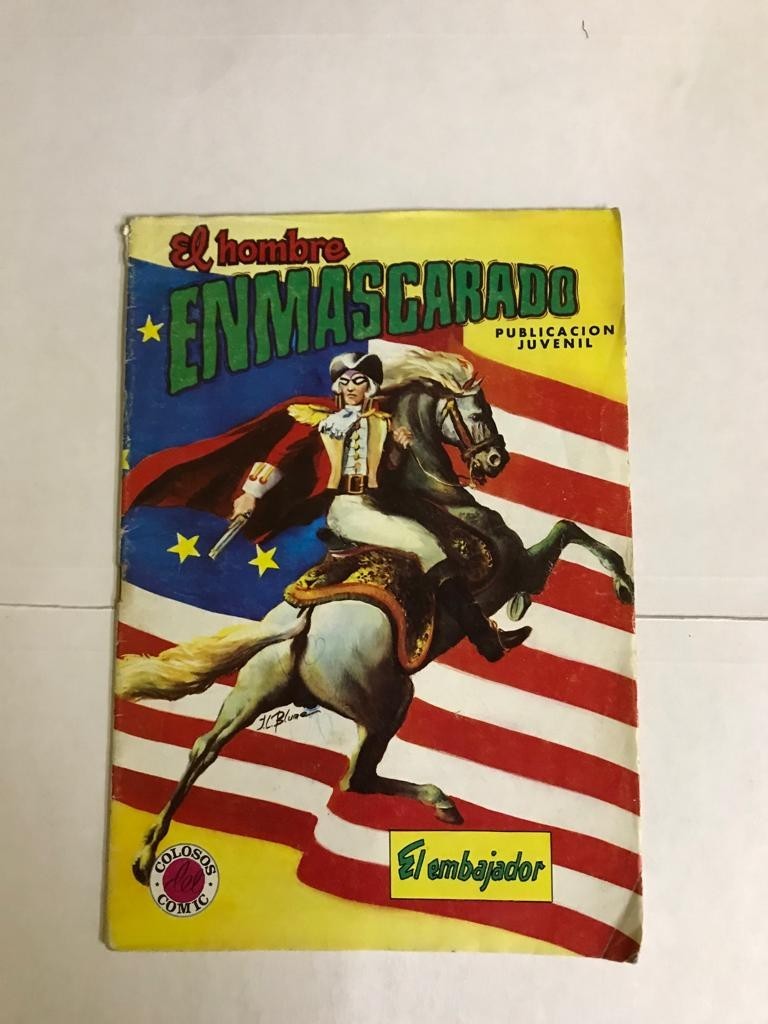 El hombre
ENMASCARADO
PUBLICACION
JUVENIL
El embajador
COLOSOS
COMIC